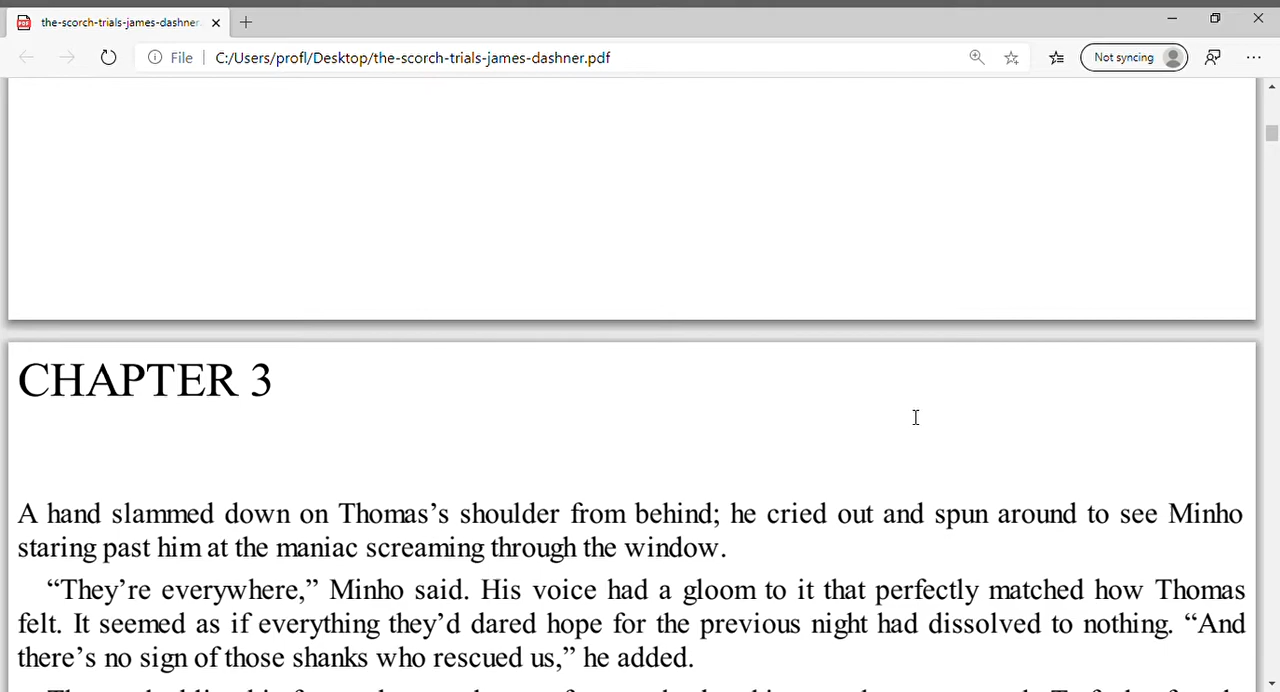 the-scorch-trials-james-dashner
File
C:/Users/profl/Desktop/the-scorch-trials-james-dashner.pdf
Not syncing
CHAPTER 3
A hand slammed down on Thomas’s shoulder from behind; he cried out and spun around to see Minho
staring past him at the maniac screaming through the window.
“They’re everywhere,” Minho said. His voice had a gloom to it that perfectly matched how Thomas
felt. It seemed as if everything they’d dared hope for the previous night had dissolved to nothing. “And
there’s no sign of those shanks who rescued us,” he added.